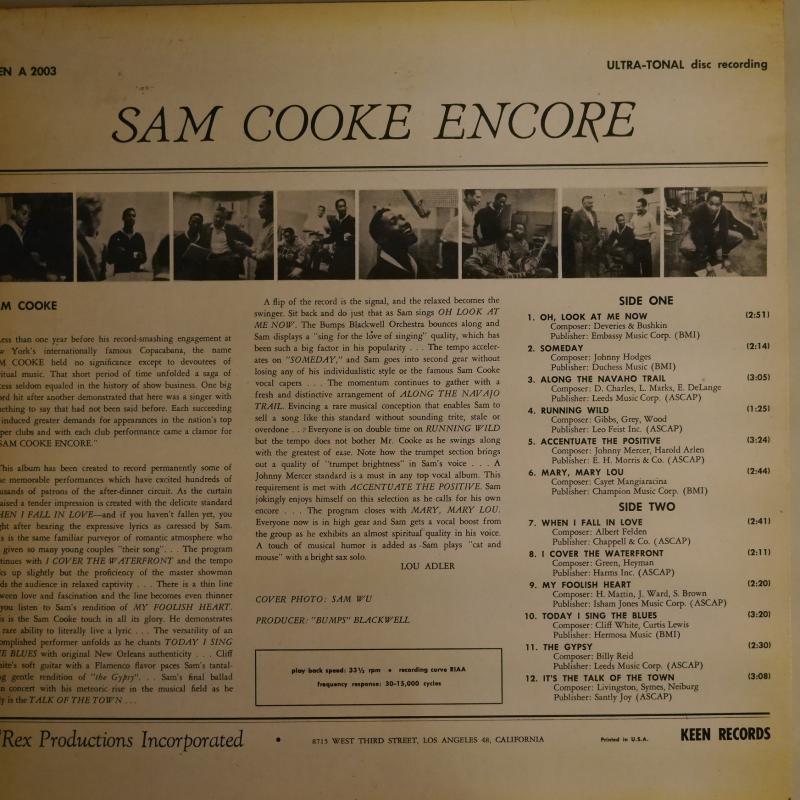 EN A 2003
ULTRA-TONAL disc recording
SAM COOKE ENCORE
M COOKE
ess than one year before his record-smashing engagement at
York's internationally famous Copacabana, the name
M COOKE held no significance except to devoutees of
itual music. That short period of time unfolded a saga of
ess seldom equaled in the history of show business. One big
rd hit after another demonstrated that here was a singer with
ething to say that had not been said before. Each succeeding
induced greater demands for appearances in the nation's top
per clubs and with each club performance came a clamor for
SAM COOKE ENCORE."
This album has been created to record permanently some of
memorable performances which have excited hundreds of
usands of patrons of the after-dinner circuit. As the curtain
aised a tender impression is created with the delicate standard
HEN I FALL IN LOVE—and if you haven't fallen yet, you
ght after hearing the expressive lyrics as caressed by Sam.
is is the same familiar purveyor of romantic atmosphere who
given so many young couples "their song". . . The program
tinues with I COVER THE WATERFRONT and the tempo
ks up slightly but the proficiency of the master showman
ds the audience in relaxed captivity . . . There is a thin line
ween love and fascination and the line becomes even thinner
you listen to Sam's rendition of MY FOOLISH HEART.
is is the Sam Cooke touch in all its glory. He demonstrates
rare ability to literally live a lyric . . . The versatility of an
omplished performer unfolds as he chants TODAY I SING
E BLUES with original New Orleans authenticity . . . Cliff
ite's soft guitar with a Flamenco flavor paces Sam's tantal-
g gentle rendition of "the Gypsy". . . Sam's final ballad
n concert with his meteoric rise in the musical field as he
ly is the TALK OF THE TOWN . . .
A flip of the record is the signal, and the relaxed becomes the
swinger. Sit back and do just that as Sam sings OH LOOK AT
ME NOW. The Bumps Blackwell Orchestra bounces along and
Sam displays a "sing for the love of singing" quality, which has
been such a big factor in his popularity . . . The tempo acceler-
ates on "SOMEDAY," and Sam goes into second gear without
losing any of his individualistic style or the famous Sam Cooke
vocal capers . . . The momentum continues to gather with a
fresh and distinctive arrangement of ALONG THE NAVAJO
TRAIL. Evincing a rare musical conception that enables Sam to
sell a song like this standard without sounding trite, stale or
overdone . . . Everyone is on double time on RUNNING WILD
but the tempo does not bother Mr. Cooke as he swings along
with the greatest of ease. Note how the trumpet section brings
out a quality of "trumpet brightness" in Sam's voice . . . A
Johnny Mercer standard is a must in any top vocal album. This
requirement is met with ACCENTUATE THE POSITIVE. Sam
jokingly enjoys himself on this selection as he calls for his own
encore . . . The program closes with MARY, MARY LOU.
Everyone now is in high gear and Sam gets a vocal boost from
the group as he exhibits an almost spiritual quality in his voice.
A touch of musical humor is added as Sam plays "cat and
mouse" with a bright sax solo.
LOU ADLER
COVER PHOTO: SAM WU
PRODUCER: "BUMPS" BLACKWELL
play back speed: 33⅓ rpm • recording curve RIAA
frequency response: 30-15,000 cycles
SIDE ONE
1. OH, LOOK AT ME NOW (2:51)
Composer: Deveries & Bushkin
Publisher: Embassy Music Corp. (BMI)
2. SOMEDAY (2:14)
Composer: Johnny Hodges
Publisher: Duchess Music (BMI)
3. ALONG THE NAVAHO TRAIL (3:05)
Composer: D. Charles, L. Marks, E. DeLange
Publisher: Leeds Music Corp. (ASCAP)
4. RUNNING WILD (1:25)
Composer: Gibbs, Grey, Wood
Publisher: Leo Feist Inc. (ASCAP)
5. ACCENTUATE THE POSITIVE (3:24)
Composer: Johnny Mercer, Harold Arlen
Publisher: E. H. Morris & Co. (ASCAP)
6. MARY, MARY LOU (2:44)
Composer: Cayet Mangiaracina
Publisher: Champion Music Corp. (BMI)
SIDE TWO
7. WHEN I FALL IN LOVE (2:41)
Composer: Albert Felden
Publisher: Chappell & Co. (ASCAP)
8. I COVER THE WATERFRONT (2:11)
Composer: Green, Heyman
Publisher: Harms Inc. (ASCAP)
9. MY FOOLISH HEART (2:20)
Composer: H. Martin, J. Ward, S. Brown
Publisher: Isham Jones Music Corp. (ASCAP)
10. TODAY I SING THE BLUES (3:20)
Composer: Cliff White, Curtis Lewis
Publisher: Hermosa Music (BMI)
11. THE GYPSY (2:30)
Composer: Billy Reid
Publisher: Leeds Music Corp. (ASCAP)
12. IT'S THE TALK OF THE TOWN (3:08)
Composer: Livingston, Symes, Neiburg
Publisher: Santly Joy (ASCAP)
Rex Productions Incorporated • 8715 WEST THIRD STREET, LOS ANGELES 48, CALIFORNIA Printed in U.S.A. KEEN RECORDS